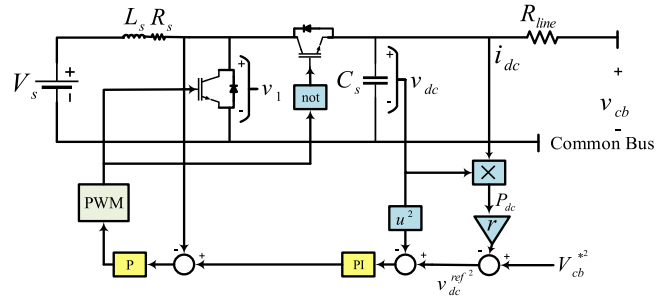 L_s R_s
R_line
V_s
+
-
+
v_1
-
not
C_s
+
v_dc
-
i_dc
+
v_cb
-
Common Bus
×
P_dc
r
PWM
u^2
P
-
+
PI
-
+
v_dc^ref^2
-
+
V_cb^*2